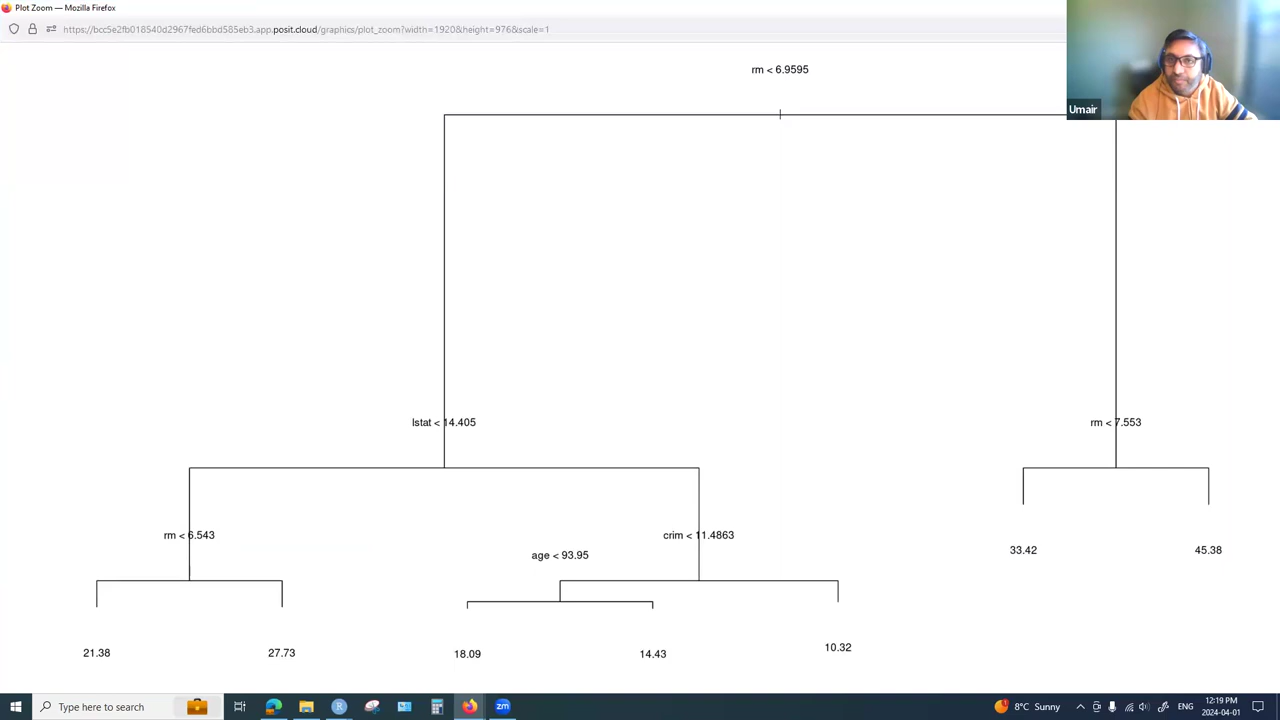 Plot Zoom — Mozilla Firefox
https://bcc5e2fb018540d2967fed6bbd585eb3.app.posit.cloud/graphics/plot_zoom?width=1920&height=976&scale=1
Umair
rm < 6.9595
lstat < 14.405
rm < 7.553
rm < 6.543
crim < 11.4863
age < 93.95
33.42
45.38
21.38
27.73
18.09
14.43
10.32
Type here to search
R
zm
8°C Sunny
ENG
12:19 PM
2024-04-01